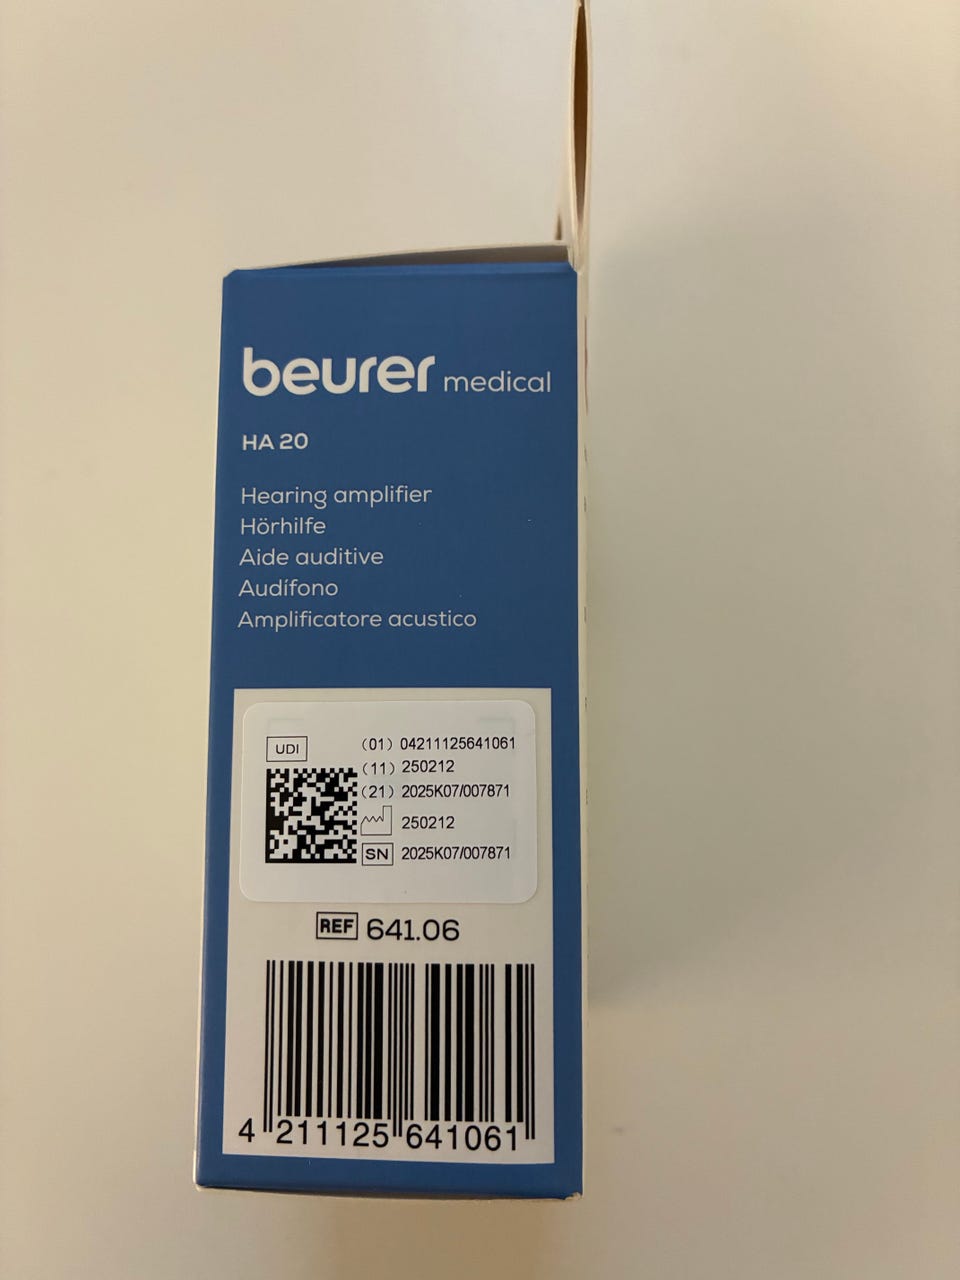 beurer medical
HA 20
Hearing amplifier
Hörhilfe
Aide auditive
Audífono
Amplificatore acustico
UDI
(01) 04211125641061
(11) 250212
(21) 2025K07/007871
250212
SN 2025K07/007871
REF 641.06
4 211125 641061